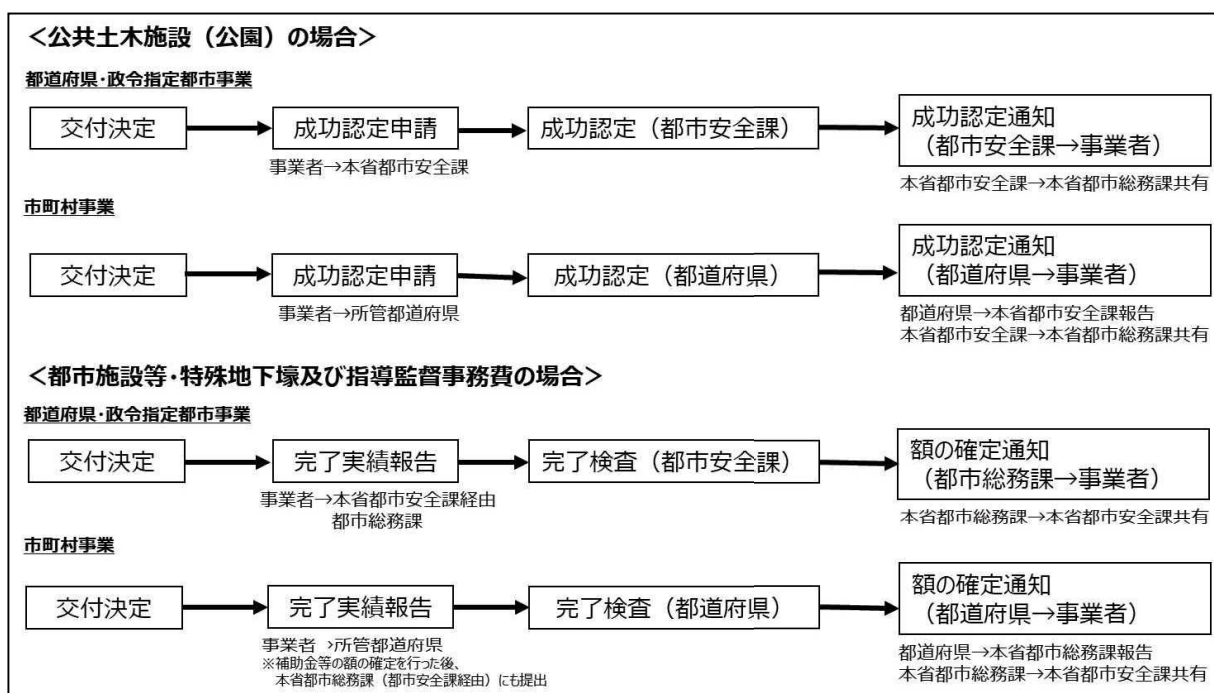 ＜公共土木施設（公園）の場合＞
都道府県・政令指定都市事業
交付決定
成功認定申請
事業者→本省都市安全課
成功認定（都市安全課）
成功認定通知
（都市安全課→事業者）
本省都市安全課→本省都市総務課共有
市町村事業
交付決定
成功認定申請
事業者→所管都道府県
成功認定（都道府県）
成功認定通知
（都道府県→事業者）
都道府県→本省都市安全課報告
本省都市安全課→本省都市総務課共有
＜都市施設等・特殊地下壕及び指導監督事務費の場合＞
都道府県・政令指定都市事業
交付決定
完了実績報告
事業者→本省都市安全課経由
都市総務課
完了検査（都市安全課）
額の確定通知
（都市総務課→事業者）
本省都市総務課→本省都市安全課共有
市町村事業
交付決定
完了実績報告
事業者→所管都道府県
※補助金等の額の確定を行った後、
本省都市総務課（都市安全課経由）にも提出
完了検査（都道府県）
額の確定通知
（都道府県→事業者）
都道府県→本省都市総務課報告
本省都市総務課→本省都市安全課共有